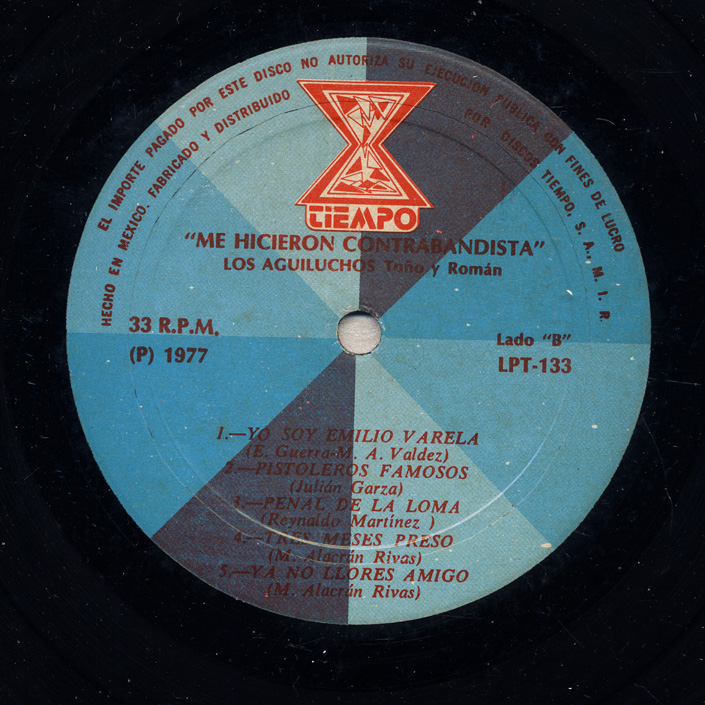 EL IMPORTE PAGADO POR ESTE DISCO NO AUTORIZA SU EJECUCION PUBLICA CON FINES DE LUCRO
HECHO EN MEXICO. FABRICADO Y DISTRIBUIDO POR DISCOS TIEMPO, S. A., M. I. R.
TIEMPO
"ME HICIERON CONTRABANDISTA"
LOS AGUILUCHOS Toño y Román
33 R.P.M.
(P) 1977
Lado "B"
LPT-133
1.—YO SOY EMILIO VARELA
(E. Guerra-M. A. Valdez)
2.—PISTOLEROS FAMOSOS
(Julián Garza)
3.—PENAL DE LA LOMA
(Reynaldo Martínez )
4.—TRES MESES PRESO
(M. Alacrán Rivas)
5.—YA NO LLORES AMIGO
(M. Alacrán Rivas)